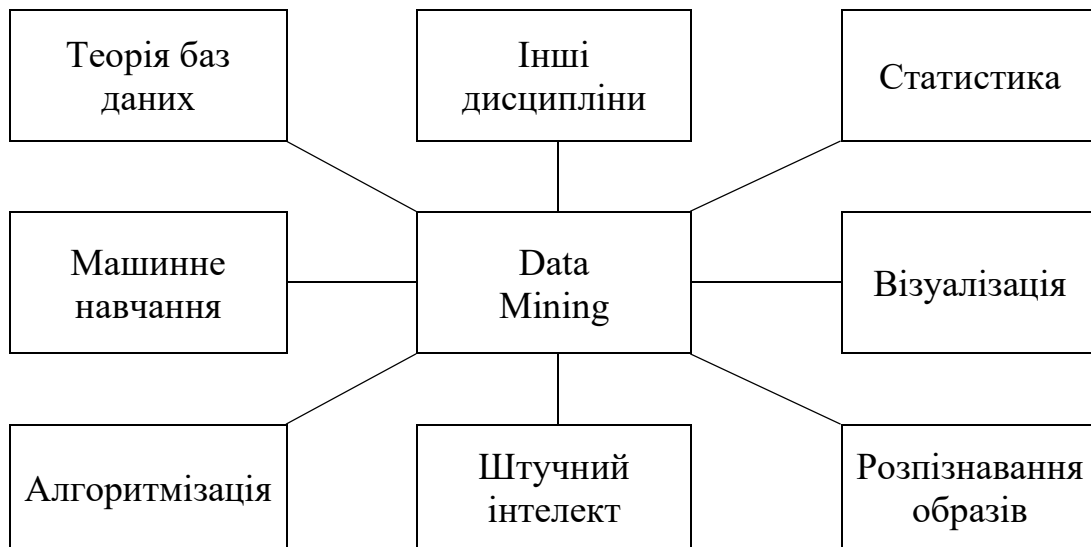 Теорія баз
даних
Інші
дисципліни
Статистика
Машинне
навчання
Data
Mining
Візуалізація
Алгоритмізація
Штучний
інтелект
Розпізнавання
образів